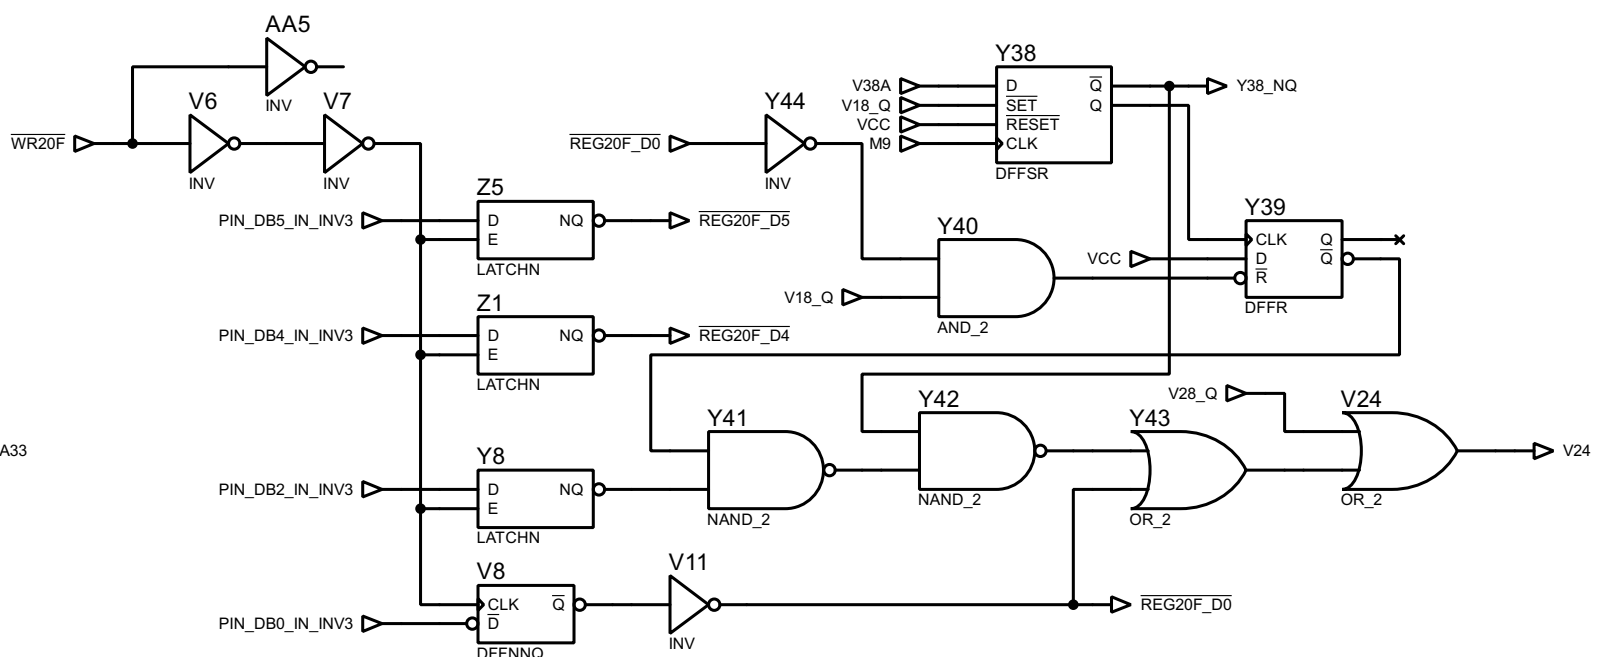 AA5
INV
WR20F
V6
INV
V7
INV
REG20F_D0
Y44
INV
Y38
V38A
V18_Q
VCC
M9
D
SET
RESET
CLK
Q
Q
DFFSR
Y38_NQ
PIN_DB5_IN_INV3
Z5
D
E
NQ
LATCHN
REG20F_D5
Y40
V18_Q
AND_2
Y39
VCC
CLK
D
R
Q
Q
DFFR
PIN_DB4_IN_INV3
Z1
D
E
NQ
LATCHN
REG20F_D4
A33
Y41
NAND_2
Y42
NAND_2
Y43
OR_2
V28_Q
V24
OR_2
V24
PIN_DB2_IN_INV3
Y8
D
E
NQ
LATCHN
PIN_DB0_IN_INV3
V8
CLK
D
Q
DFFNNQ
V11
INV
REG20F_D0